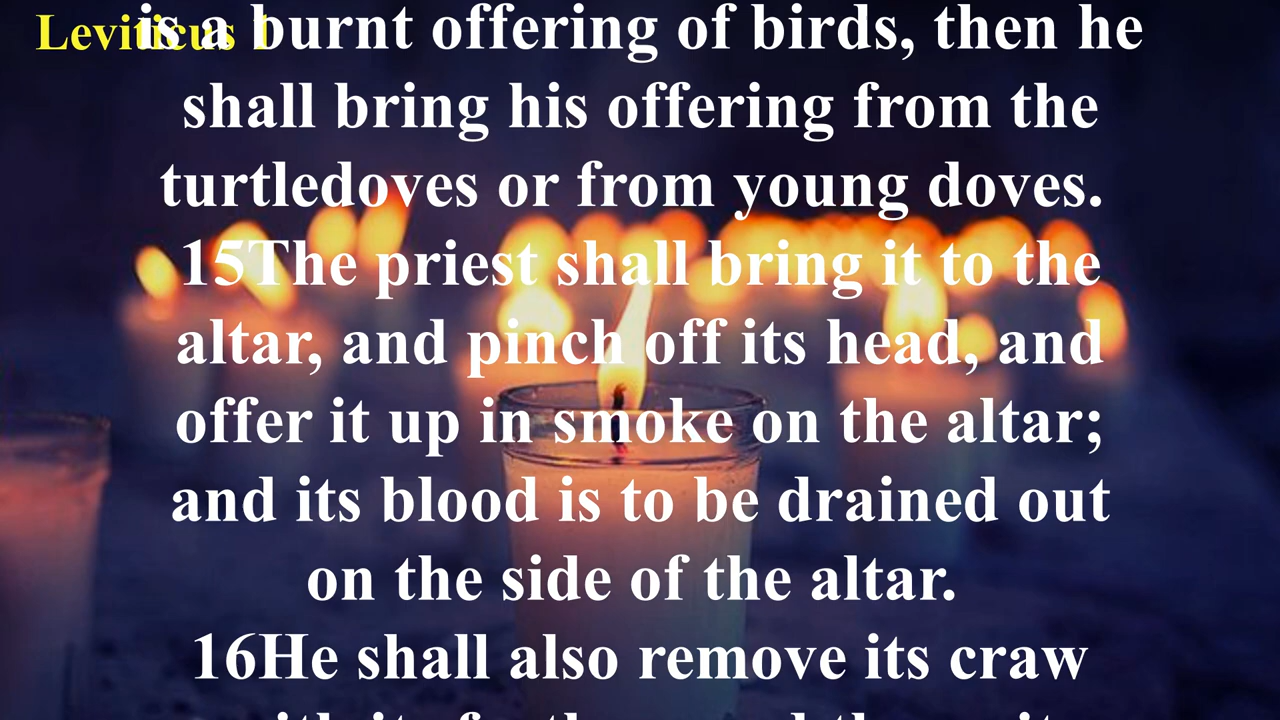 Leviticus 1
is a burnt offering of birds, then he
shall bring his offering from the
turtledoves or from young doves.
15The priest shall bring it to the
altar, and pinch off its head, and
offer it up in smoke on the altar;
and its blood is to be drained out
on the side of the altar.
16He shall also remove its craw